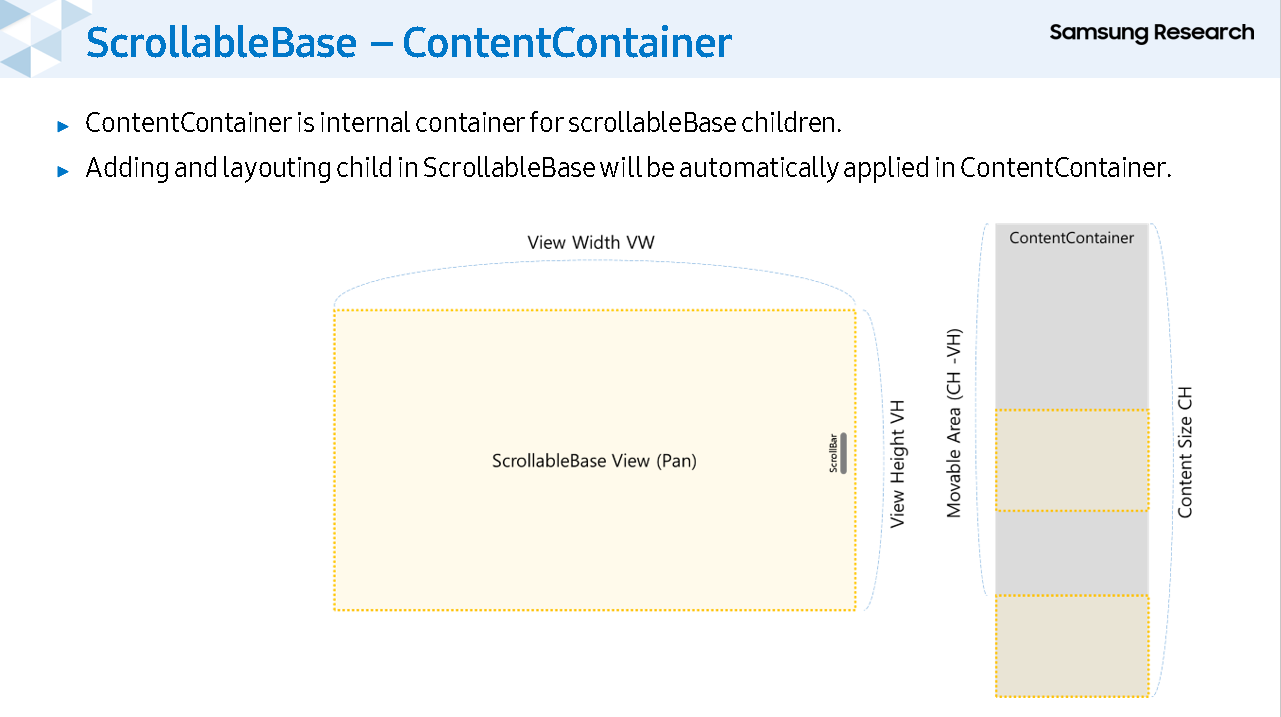 ScrollableBase – ContentContainer
Samsung Research
► ContentContainer is internal container for scrollableBase children.
► Adding and layouting child in ScrollableBase will be automatically applied in ContentContainer.
View Width VW
ScrollableBase View (Pan)
ScrollBar
View Height VH
Movable Area (CH -VH)
ContentContainer
Content Size CH